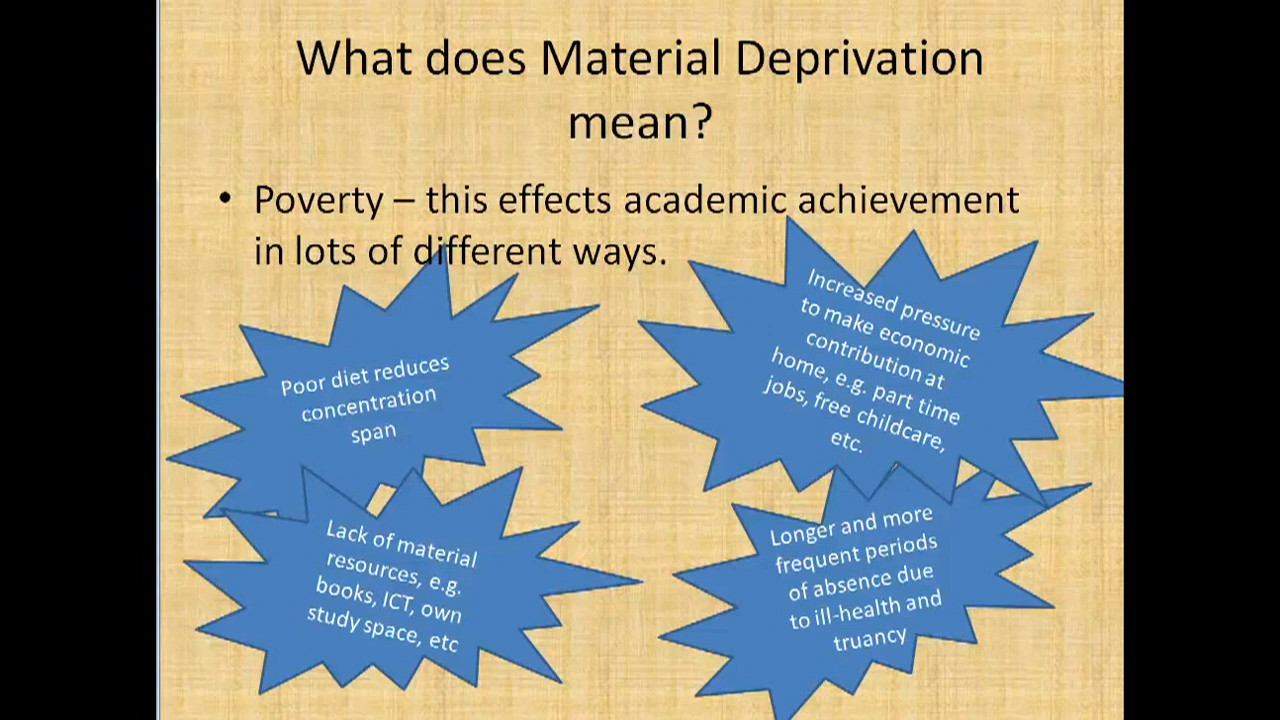 What does Material Deprivation
mean?
• Poverty – this effects academic achievement
in lots of different ways.
Poor diet reduces
concentration
span
Increased pressure
to make economic
contribution at
home, e.g. part time
jobs, free childcare,
etc.
Lack of material
resources, e.g.
books, ICT, own
study space, etc
Longer and more
frequent periods
of absence due
to ill-health and
truancy